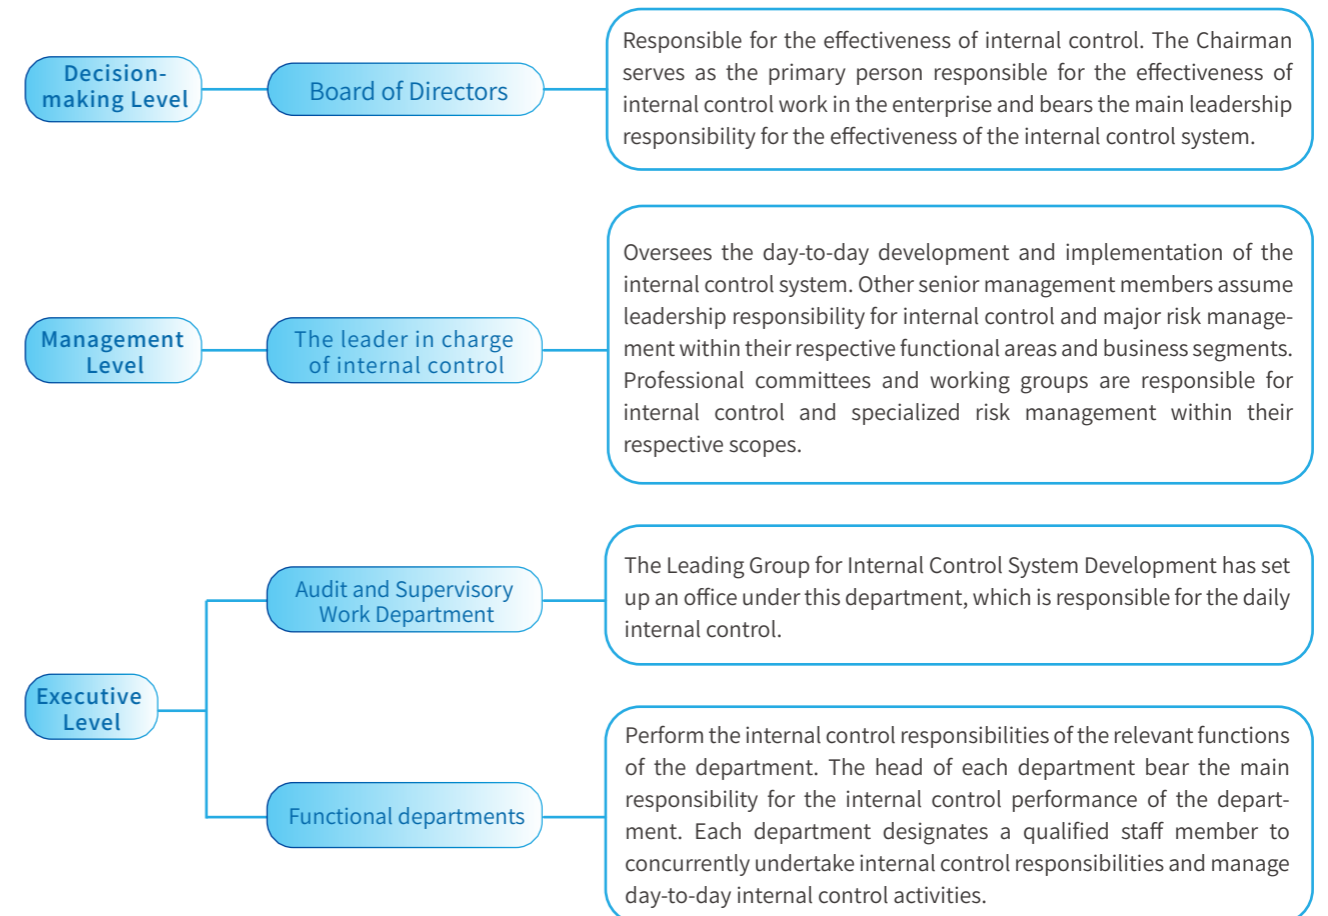 Decision-
making Level
Board of Directors
Responsible for the effectiveness of internal control. The Chairman
serves as the primary person responsible for the effectiveness of
internal control work in the enterprise and bears the main leadership
responsibility for the effectiveness of the internal control system.
Management
Level
The leader in charge
of internal control
Oversees the day-to-day development and implementation of the
internal control system. Other senior management members assume
leadership responsibility for internal control and major risk manage-
ment within their respective functional areas and business segments.
Professional committees and working groups are responsible for
internal control and specialized risk management within their
respective scopes.
Executive
Level
Audit and Supervisory
Work Department
The Leading Group for Internal Control System Development has set
up an office under this department, which is responsible for the daily
internal control.
Functional departments
Perform the internal control responsibilities of the relevant functions
of the department. The head of each department bear the main
responsibility for the internal control performance of the depart-
ment. Each department designates a qualified staff member to
concurrently undertake internal control responsibilities and manage
day-to-day internal control activities.